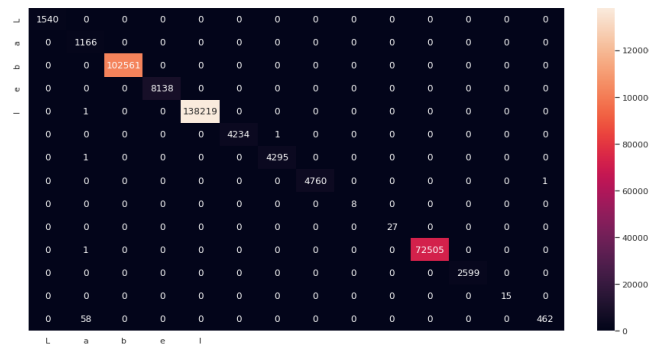 L 1540 0 0 0 0 0 0 0 0 0 0 0 0 0
a 0 1166 0 0 0 0 0 0 0 0 0 0 0 0 12000
b 0 0 102561 0 0 0 0 0 0 0 0 0 0 0
e 0 0 0 8138 0 0 0 0 0 0 0 0 0 0 10000
l 0 1 0 0 138219 0 0 0 0 0 0 0 0 0
0 0 0 0 0 4234 1 0 0 0 0 0 0 0 80000
0 1 0 0 0 0 4295 0 0 0 0 0 0 0
0 0 0 0 0 0 0 4760 0 0 0 0 0 1 60000
0 0 0 0 0 0 0 0 8 0 0 0 0 0
0 0 0 0 0 0 0 0 0 27 0 0 0 0 40000
0 1 0 0 0 0 0 0 0 0 72505 0 0 0
0 0 0 0 0 0 0 0 0 0 0 2599 0 0 20000
0 0 0 0 0 0 0 0 0 0 0 0 15 0
0 58 0 0 0 0 0 0 0 0 0 0 0 462 0
L a b e l